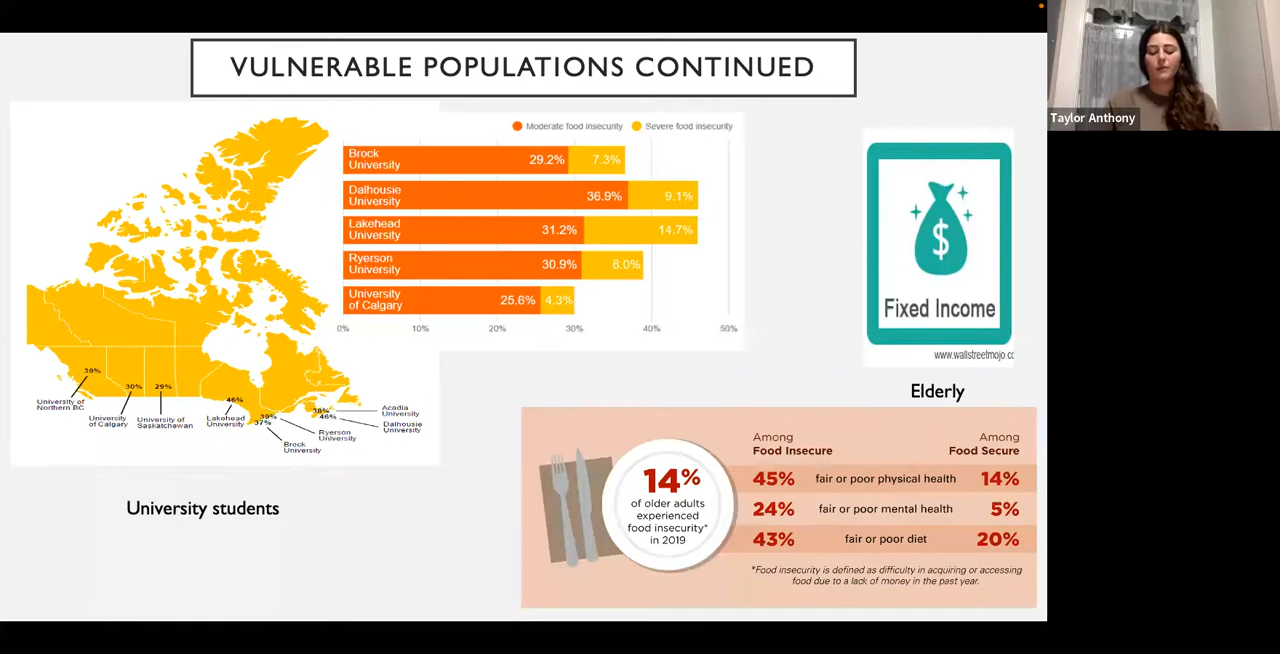 VULNERABLE POPULATIONS CONTINUED
Taylor Anthony
Moderate food insecurity
Severe food insecurity
Brock
University
29.2%
7.3%
Dalhousie
University
36.9%
9.1%
Lakehead
University
31.2%
14.7%
Ryerson
University
30.9%
8.0%
University
of Calgary
25.6%
4.3%
0%
10%
20%
30%
40%
50%
39%
University of
Northern BC
30%
University
of Calgary
29%
University of
Saskatchewan
46%
Lakehead
University
39%
Ryerson
University
37%
Brock
University
38%
Acadia
University
46%
Dalhousie
University
University students
$
Fixed Income
www.wallstreetmojo.cc
Elderly
14%
of older adults
experienced
food insecurity*
in 2019
Among
Food Insecure
Among
Food Secure
45% fair or poor physical health 14%
24% fair or poor mental health 5%
43% fair or poor diet 20%
*Food insecurity is defined as difficulty in acquiring or accessing
food due to a lack of money in the past year.